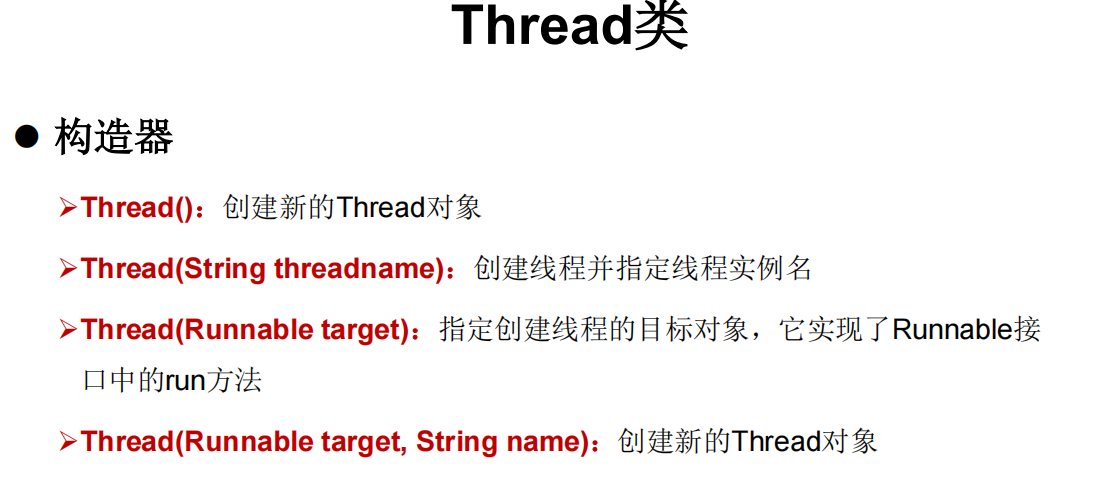 Thread类
● 构造器
➢Thread()：创建新的Thread对象
➢Thread(String threadname)：创建线程并指定线程实例名
➢Thread(Runnable target)：指定创建线程的目标对象，它实现了Runnable接
口中的run方法
➢Thread(Runnable target, String name)：创建新的Thread对象